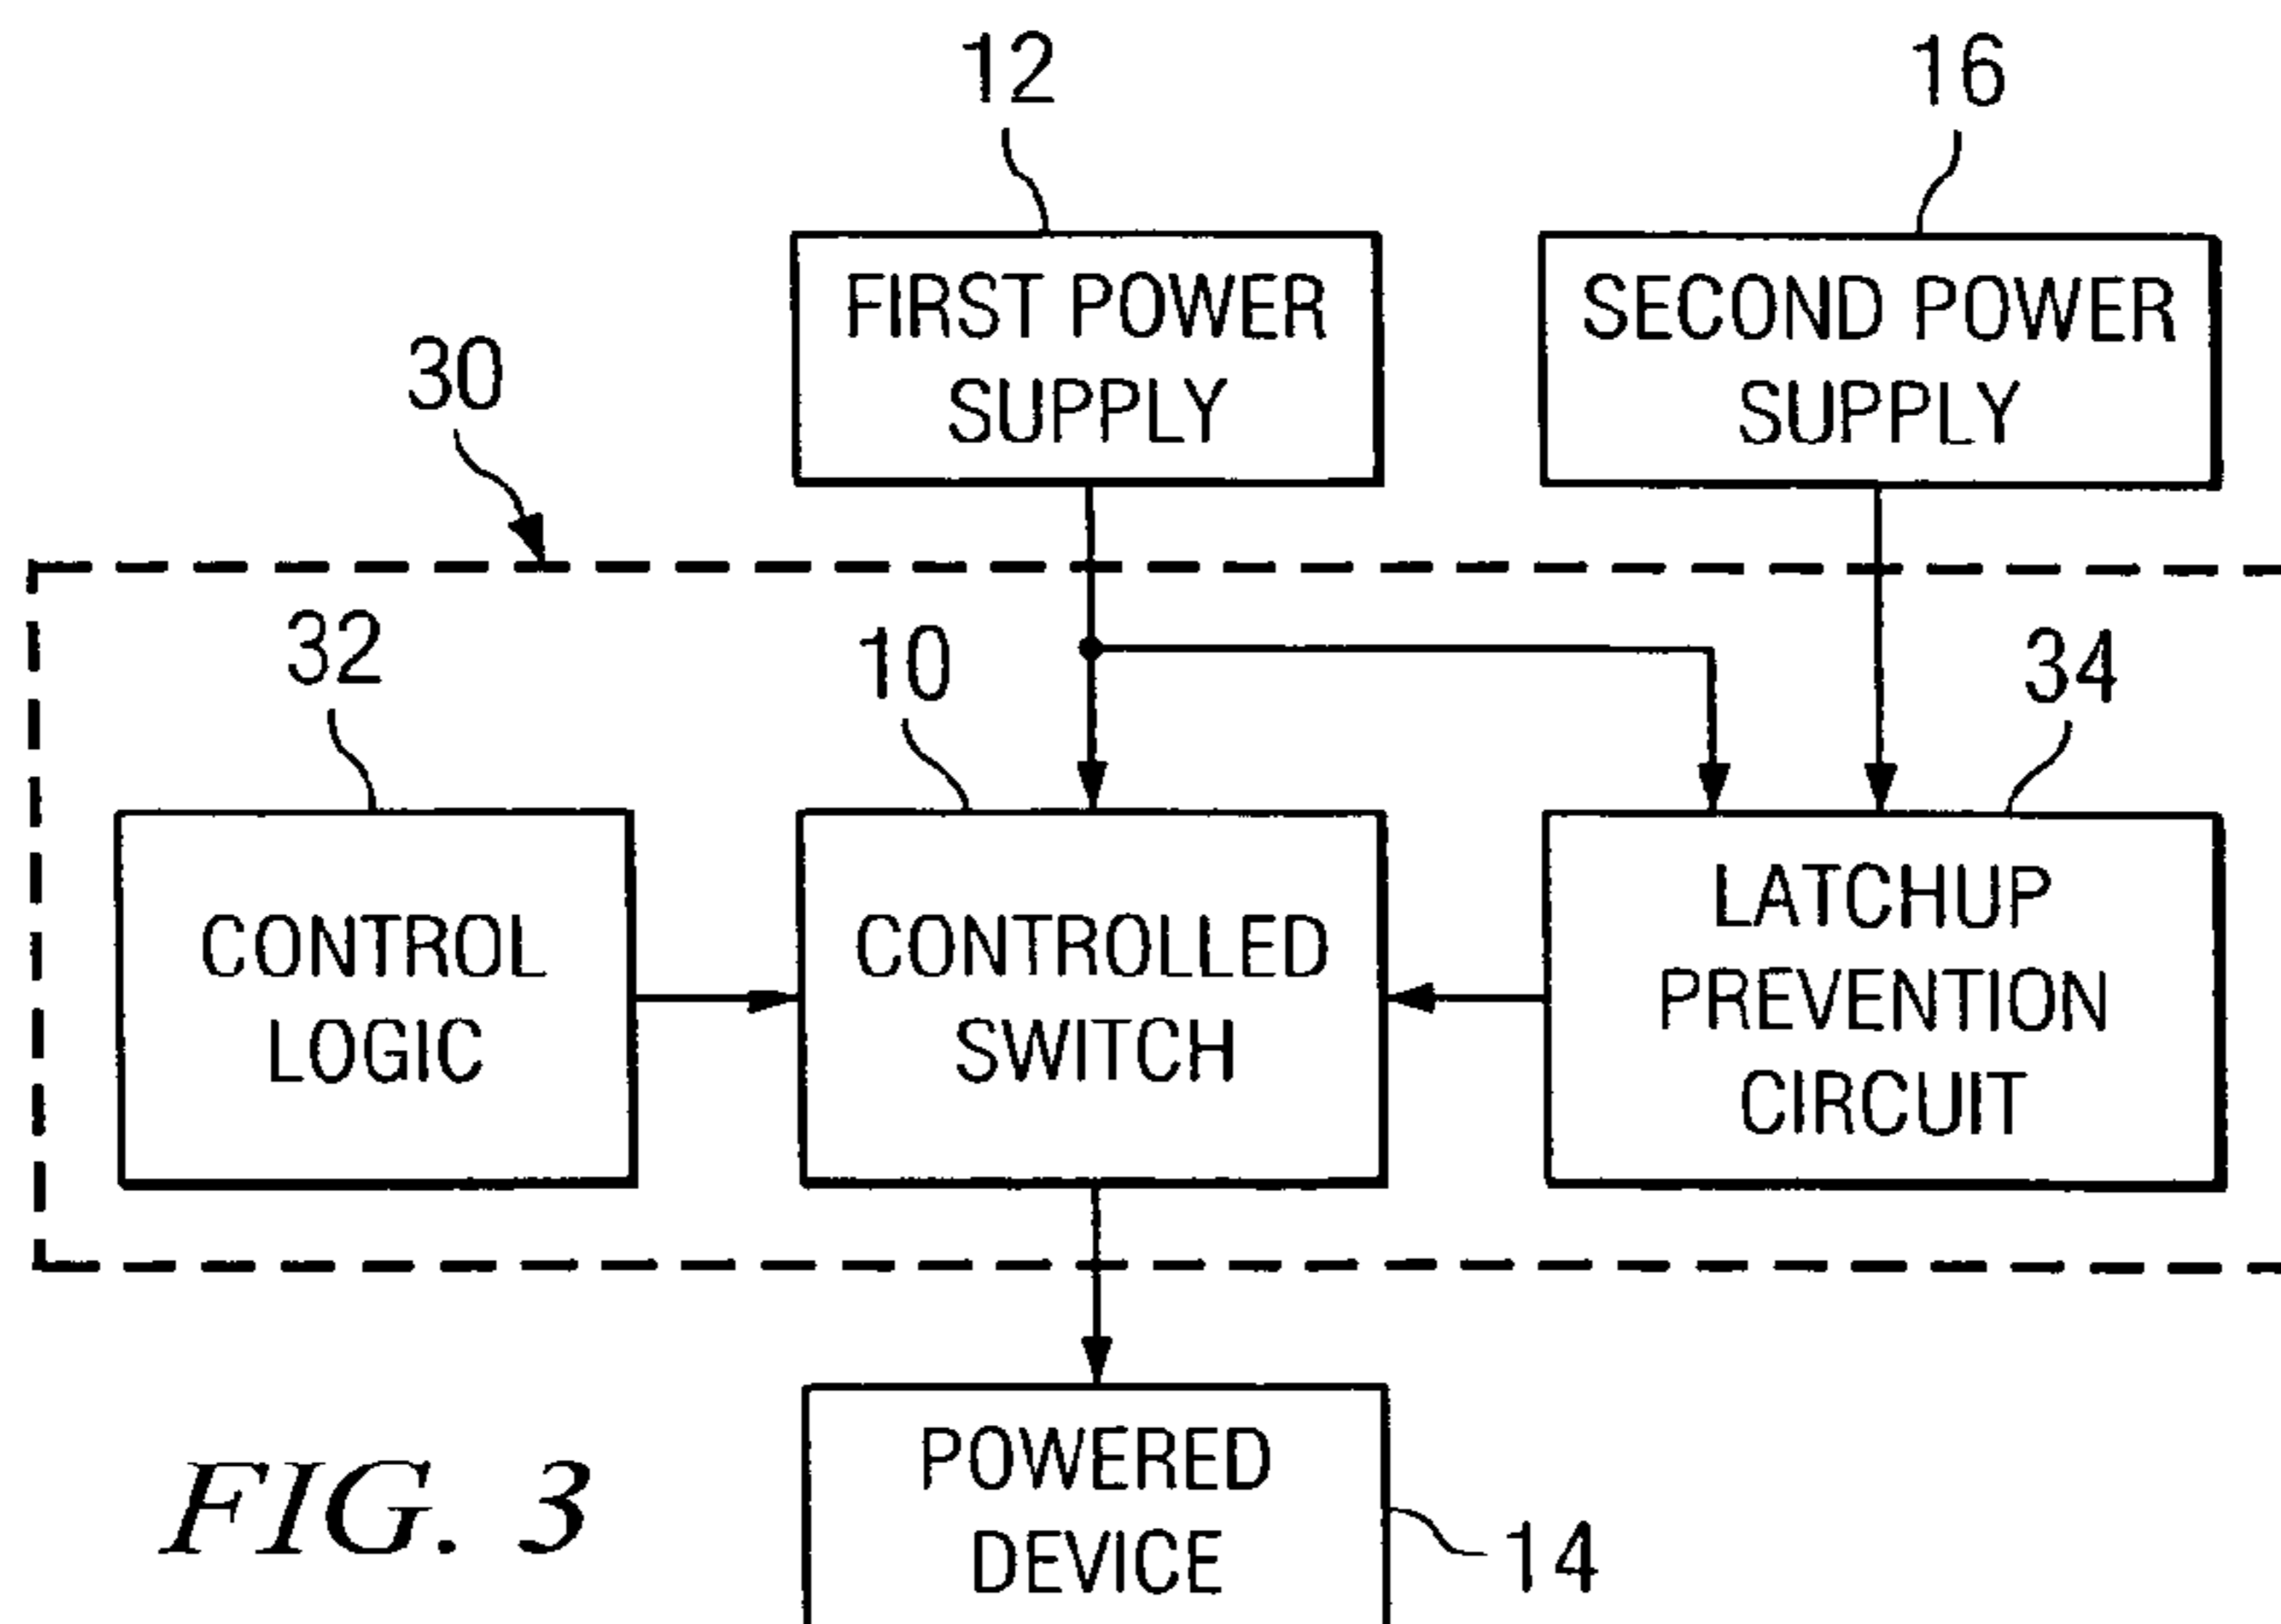 12
16
FIRST POWER
SUPPLY
SECOND POWER
SUPPLY
30
32
10
34
CONTROL
LOGIC
CONTROLLED
SWITCH
LATCHUP
PREVENTION
CIRCUIT
POWERED
DEVICE
14
FIG. 3